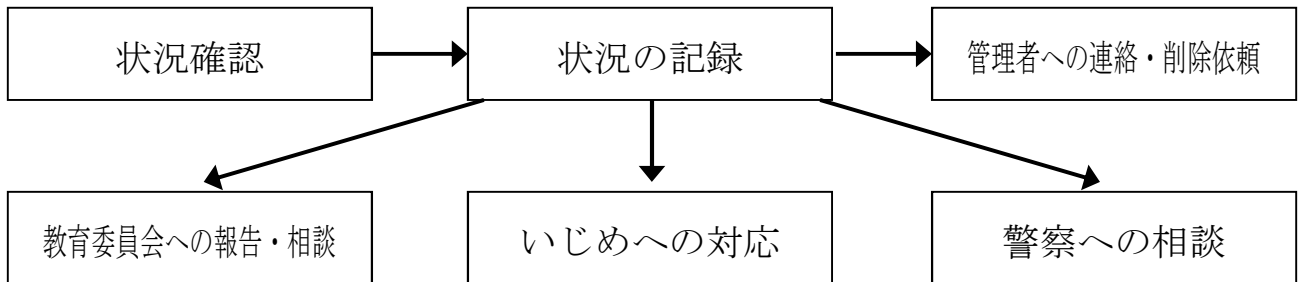 状況確認
状況の記録
管理者への連絡・削除依頼
教育委員会への報告・相談
いじめへの対応
警察への相談